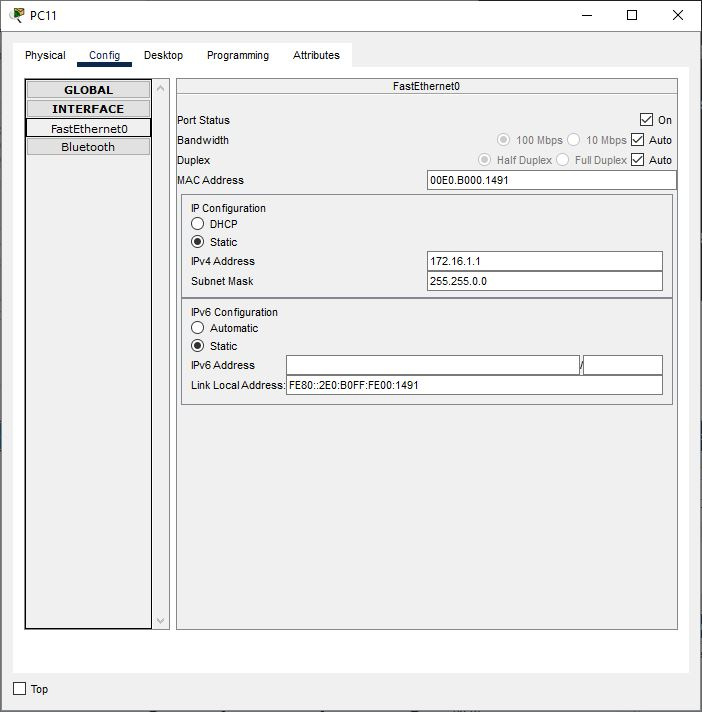 PC11
Physical Config Desktop Programming Attributes
GLOBAL
INTERFACE
FastEthernet0
Bluetooth
FastEthernet0
Port Status On
Bandwidth 100 Mbps 10 Mbps Auto
Duplex Half Duplex Full Duplex Auto
MAC Address 00E0.B000.1491
IP Configuration
DHCP
Static
IPv4 Address 172.16.1.1
Subnet Mask 255.255.0.0
IPv6 Configuration
Automatic
Static
IPv6 Address /
Link Local Address: FE80::2E0:B0FF:FE00:1491
Top